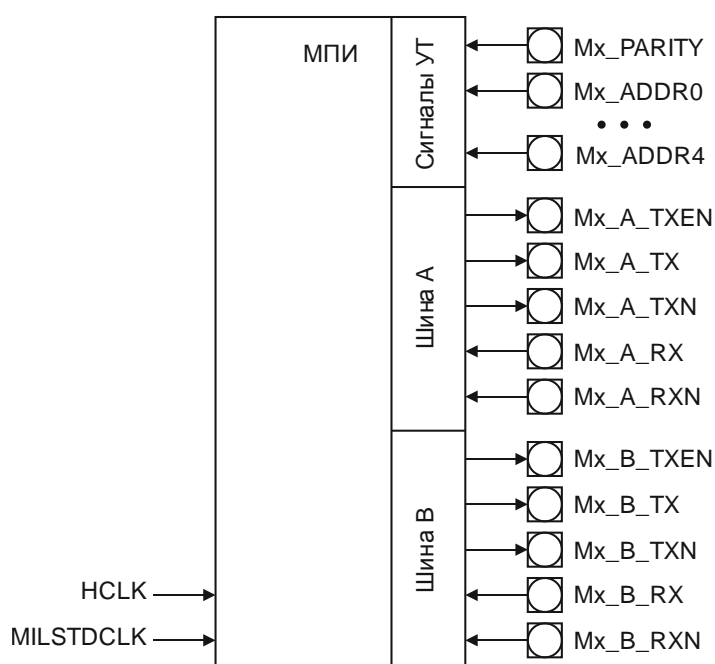 МПИ
Сигналы УТ
Mx_PARITY
Mx_ADDR0
• • •
Mx_ADDR4
Шина A
Mx_A_TXEN
Mx_A_TX
Mx_A_TXN
Mx_A_RX
Mx_A_RXN
Шина B
Mx_B_TXEN
Mx_B_TX
Mx_B_TXN
Mx_B_RX
Mx_B_RXN
HCLK
MILSTDCLK